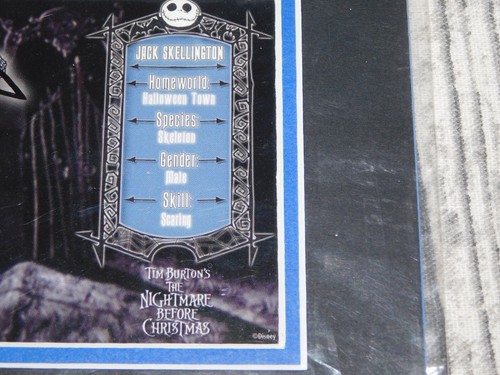 JACK SKELLINGTON
Homeworld:
Halloween Town
Species:
Skeleton
Gender:
Male
Skill:
Scaring
TIM BURTON'S
THE
NIGHTMARE
BEFORE
CHRISTMAS
©Disney